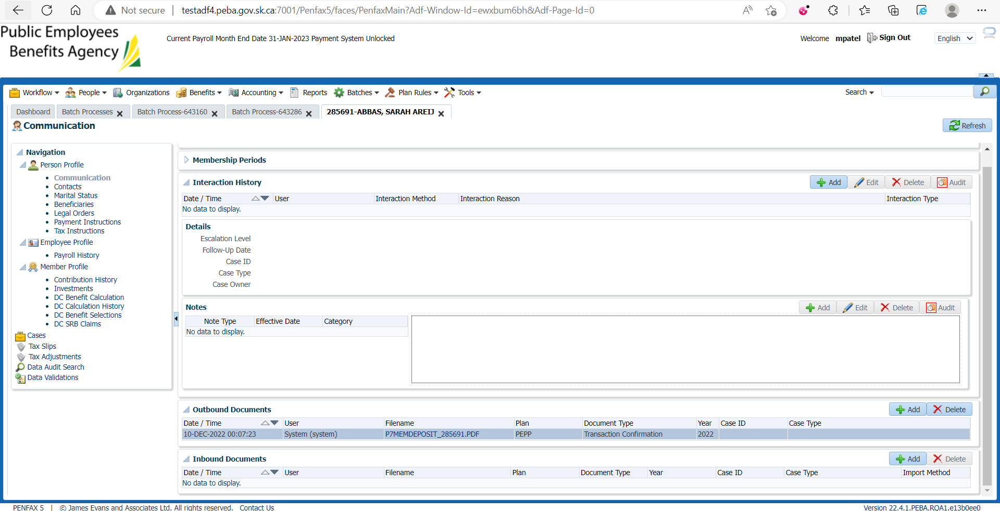 Not secure | testadf4.peba.gov.sk.ca:7001/Penfax5/faces/PenfaxMain?Adf-Window-Id=ewxbum6bh&Adf-Page-Id=0
Public Employees
Benefits Agency
Current Payroll Month End Date 31-JAN-2023 Payment System Unlocked
Welcome mpatel Sign Out English
Workflow People Organizations Benefits Accounting Reports Batches Plan Rules Tools Search
Dashboard Batch Processes Batch Process-643160 Batch Process-643286 285691-ABBAS, SARAH AREIJ
Communication
Refresh
Navigation
Person Profile
Communication
Contacts
Marital Status
Beneficiaries
Legal Orders
Payment Instructions
Tax Instructions
Employee Profile
Payroll History
Member Profile
Contribution History
Investments
DC Benefit Calculation
DC Calculation History
DC Benefit Selections
DC SRB Claims
Cases
Tax Slips
Tax Adjustments
Data Audit Search
Data Validations
Membership Periods
Interaction History Add Edit Delete Audit
Date / Time User Interaction Method Interaction Reason Interaction Type
No data to display.
Details
Escalation Level
Follow-Up Date
Case ID
Case Type
Case Owner
Notes Add Edit Delete Audit
Note Type Effective Date Category
No data to display.
Outbound Documents Add Delete
Date / Time User Filename Plan Document Type Year Case ID Case Type
10-DEC-2022 00:07:23 System (system) P7MEMDEPOSIT_285691.PDF PEPP Transaction Confirmation 2022
Inbound Documents Add Delete
Date / Time User Filename Plan Document Type Year Case ID Case Type Import Method
No data to display.
PENFAX 5 | © James Evans and Associates Ltd. All rights reserved. Contact Us Version 22.4.1.PEBA.RQA1.e13b0ee0